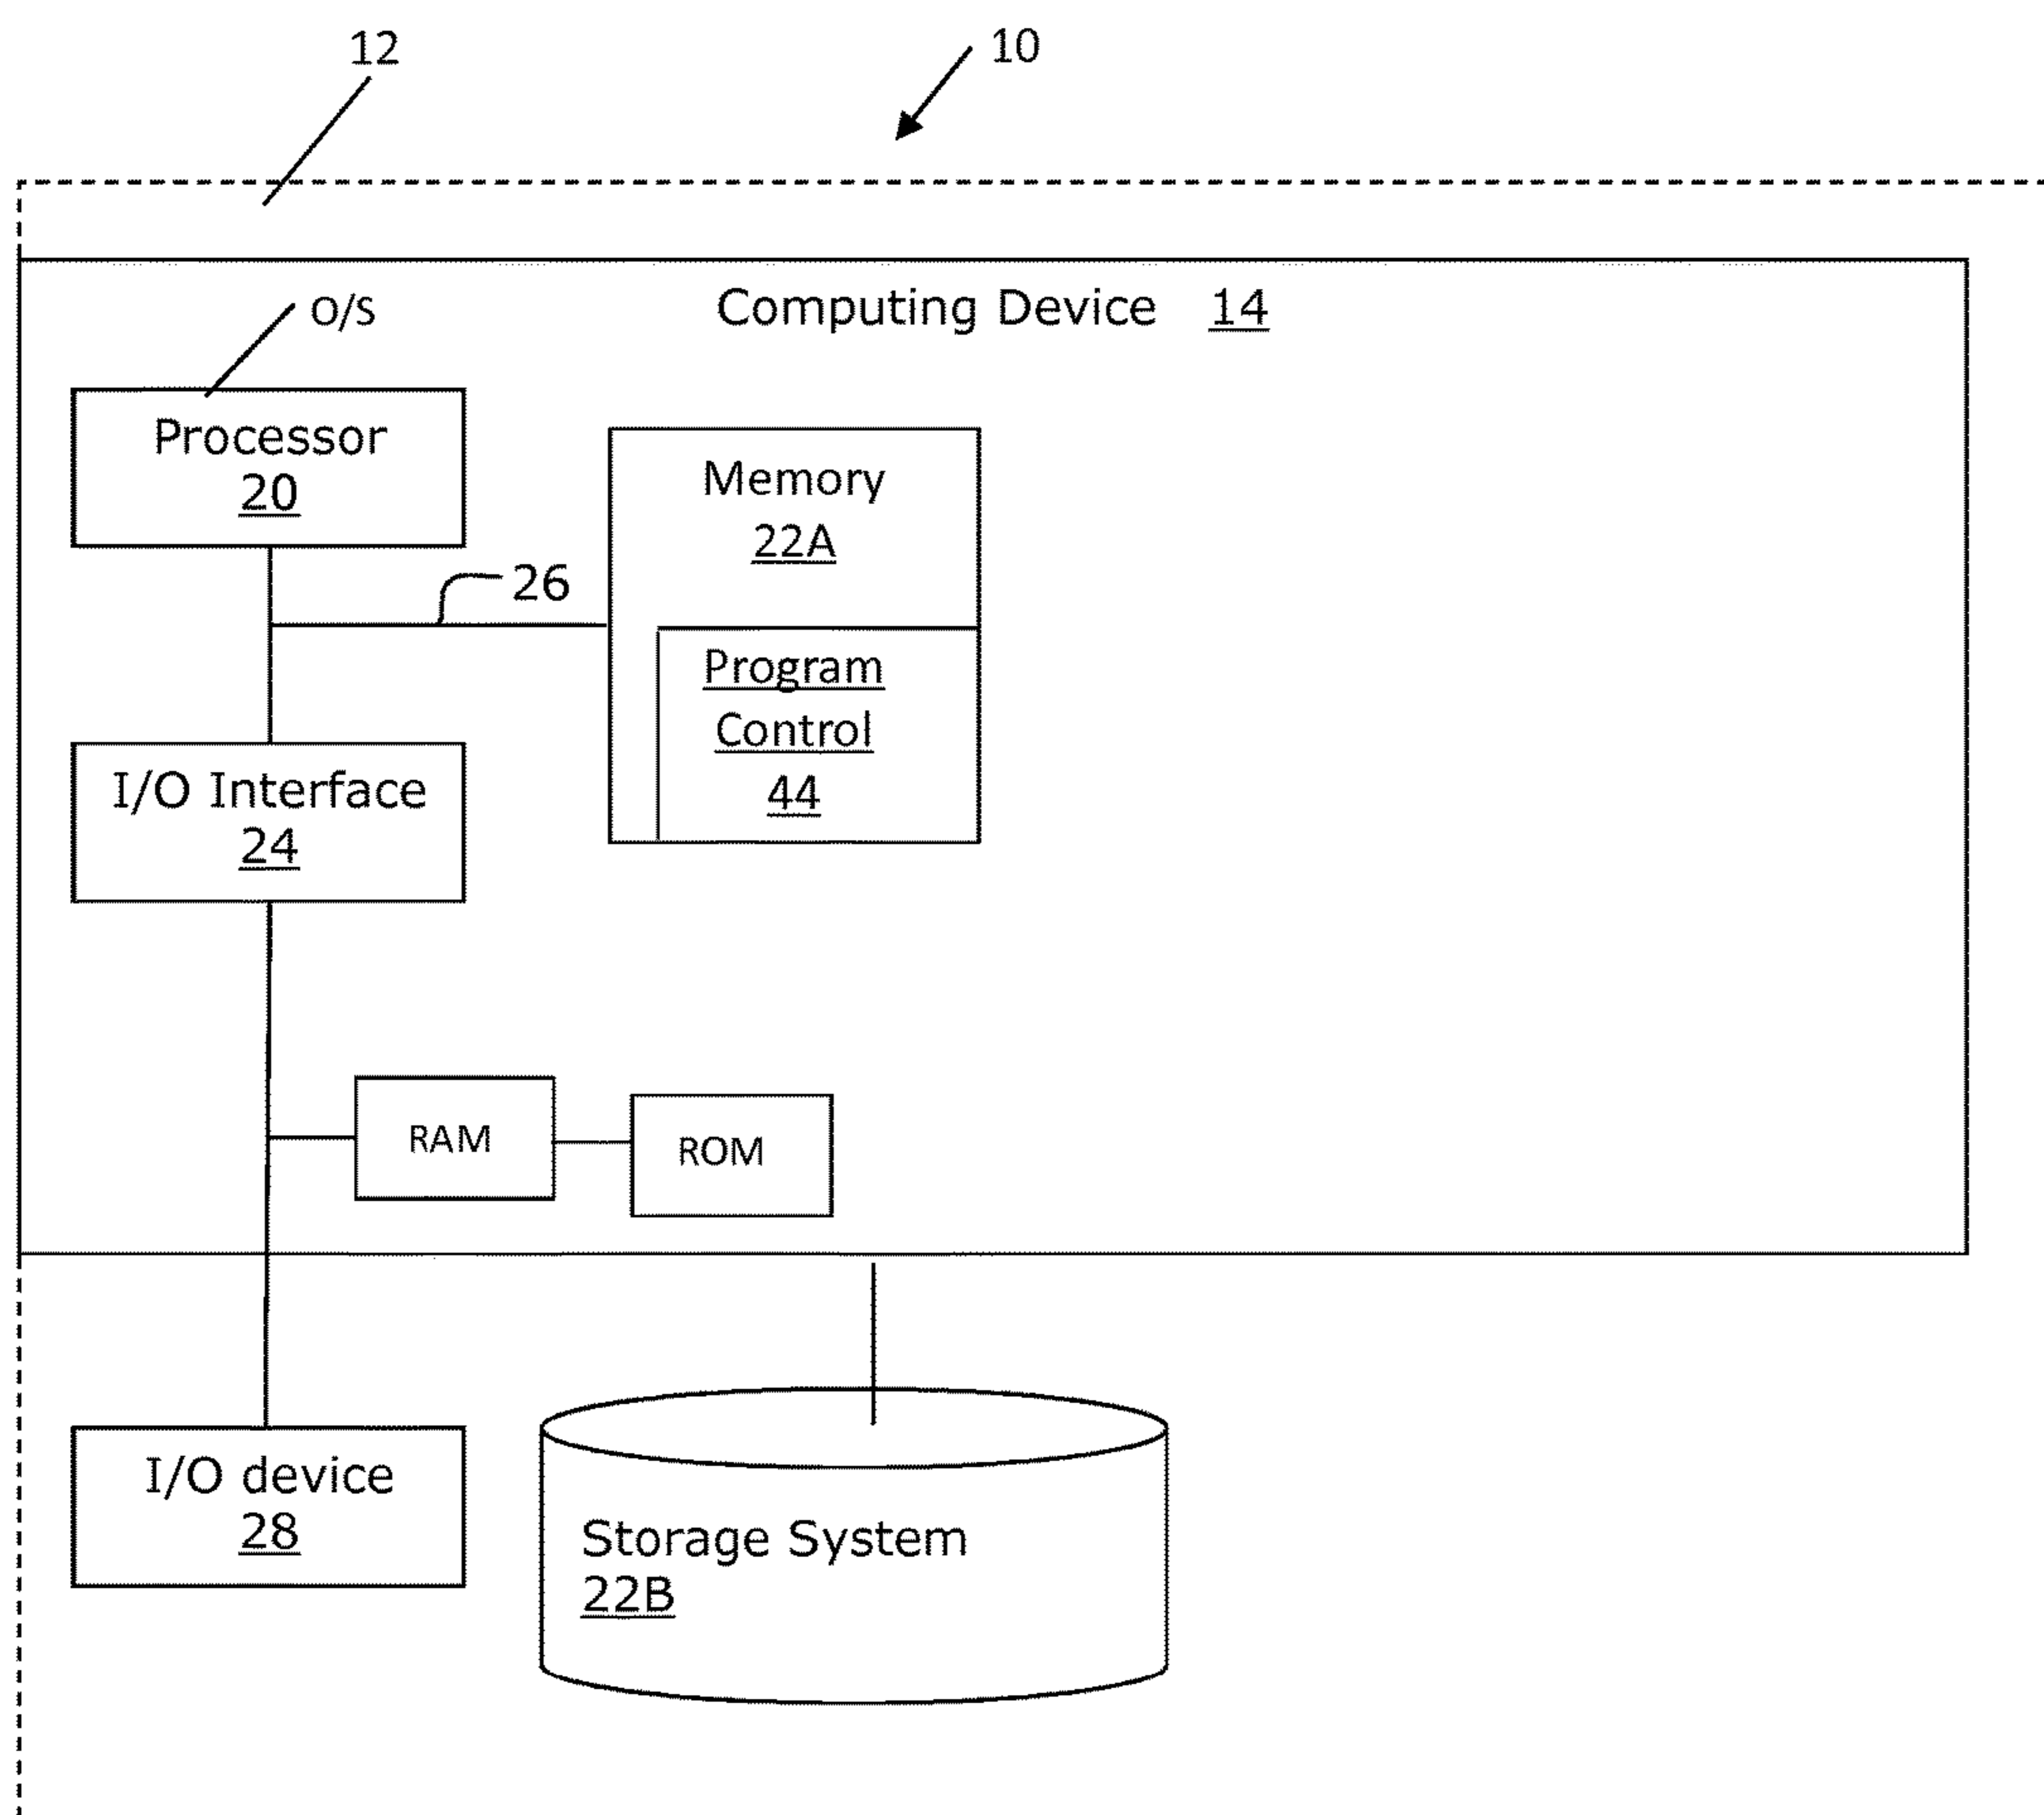 12
10
Computing Device 14
O/S
Processor
20
Memory
22A
26
Program
Control
44
I/O Interface
24
RAM
ROM
I/O device
28
Storage System
22B